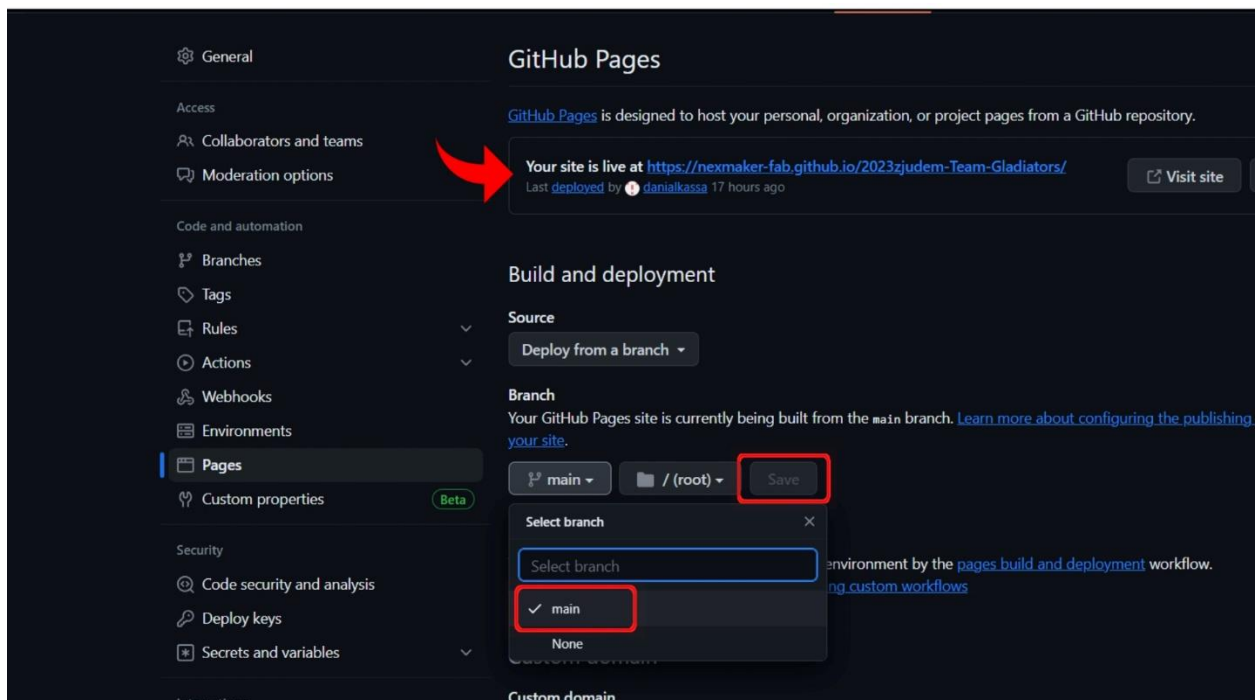 General
Access
Collaborators and teams
Moderation options
Code and automation
Branches
Tags
Rules
Actions
Webhooks
Environments
Pages
Custom properties
Beta
Security
Code security and analysis
Deploy keys
Secrets and variables
GitHub Pages
GitHub Pages is designed to host your personal, organization, or project pages from a GitHub repository.
Your site is live at https://nexmaker-fab.github.io/2023zjudem-Team-Gladiators/
Last deployed by danialkassa 17 hours ago
Visit site
Build and deployment
Source
Deploy from a branch
Branch
Your GitHub Pages site is currently being built from the main branch. Learn more about configuring the publishing
your site.
main
/ (root)
Save
Select branch
Select branch
environment by the pages build and deployment workflow.
custom workflows
main
None
Custom domain
Custom domain